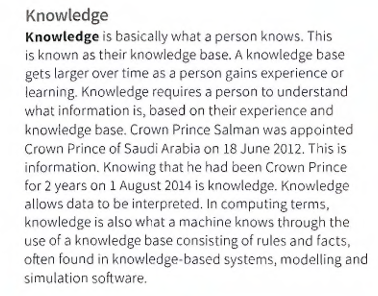 Knowledge
Knowledge is basically what a person knows. This
is known as their knowledge base. A knowledge base
gets larger over time as a person gains experience or
learning. Knowledge requires a person to understand
what information is, based on their experience and
knowledge base. Crown Prince Salman was appointed
Crown Prince of Saudi Arabia on 18 June 2012. This is
information. Knowing that he had been Crown Prince
for 2 years on 1 August 2014 is knowledge. Knowledge
allows data to be interpreted. In computing terms,
knowledge is also what a machine knows through the
use of a knowledge base consisting of rules and facts,
often found in knowledge-based systems, modelling and
simulation software.